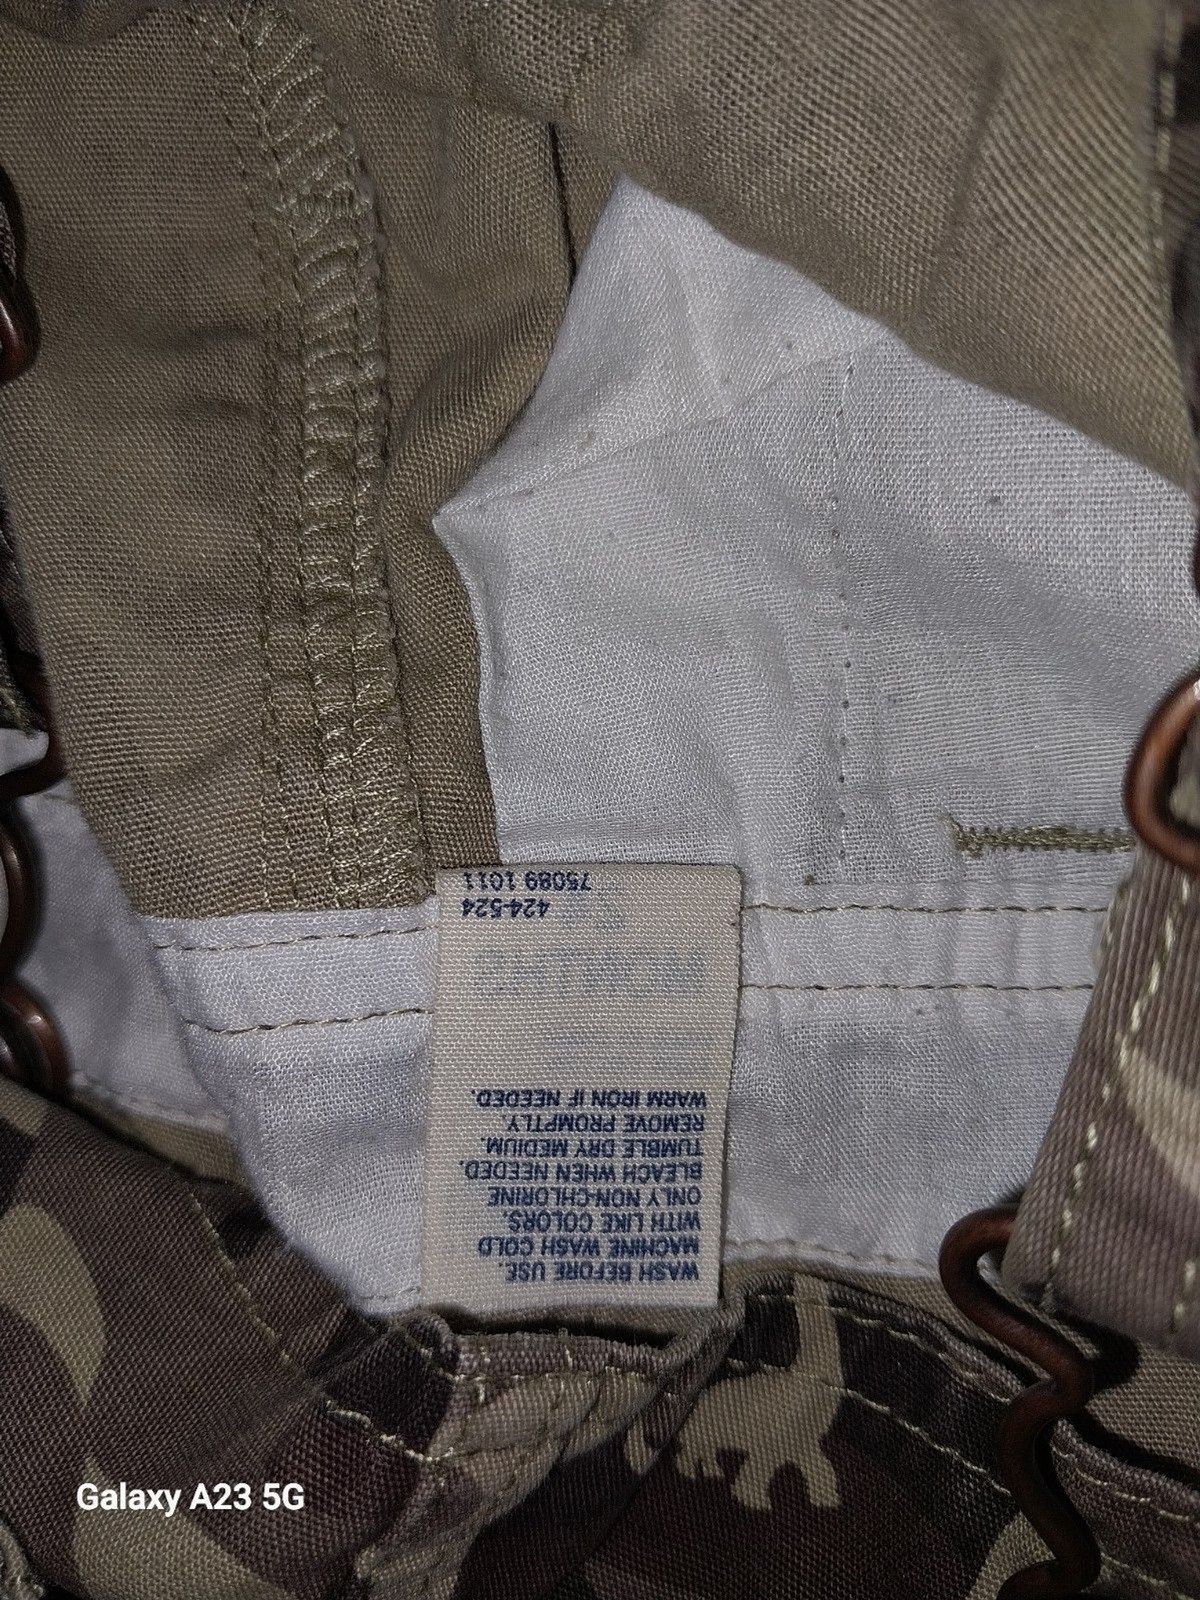 WASH BEFORE USE.
MACHINE WASH COLD
WITH LIKE COLORS.
ONLY NON-CHLORINE
BLEACH WHEN NEEDED.
TUMBLE DRY MEDIUM.
REMOVE PROMPTLY.
WARM IRON IF NEEDED.
MONTHS
424-524
75089 1011
Galaxy A23 5G